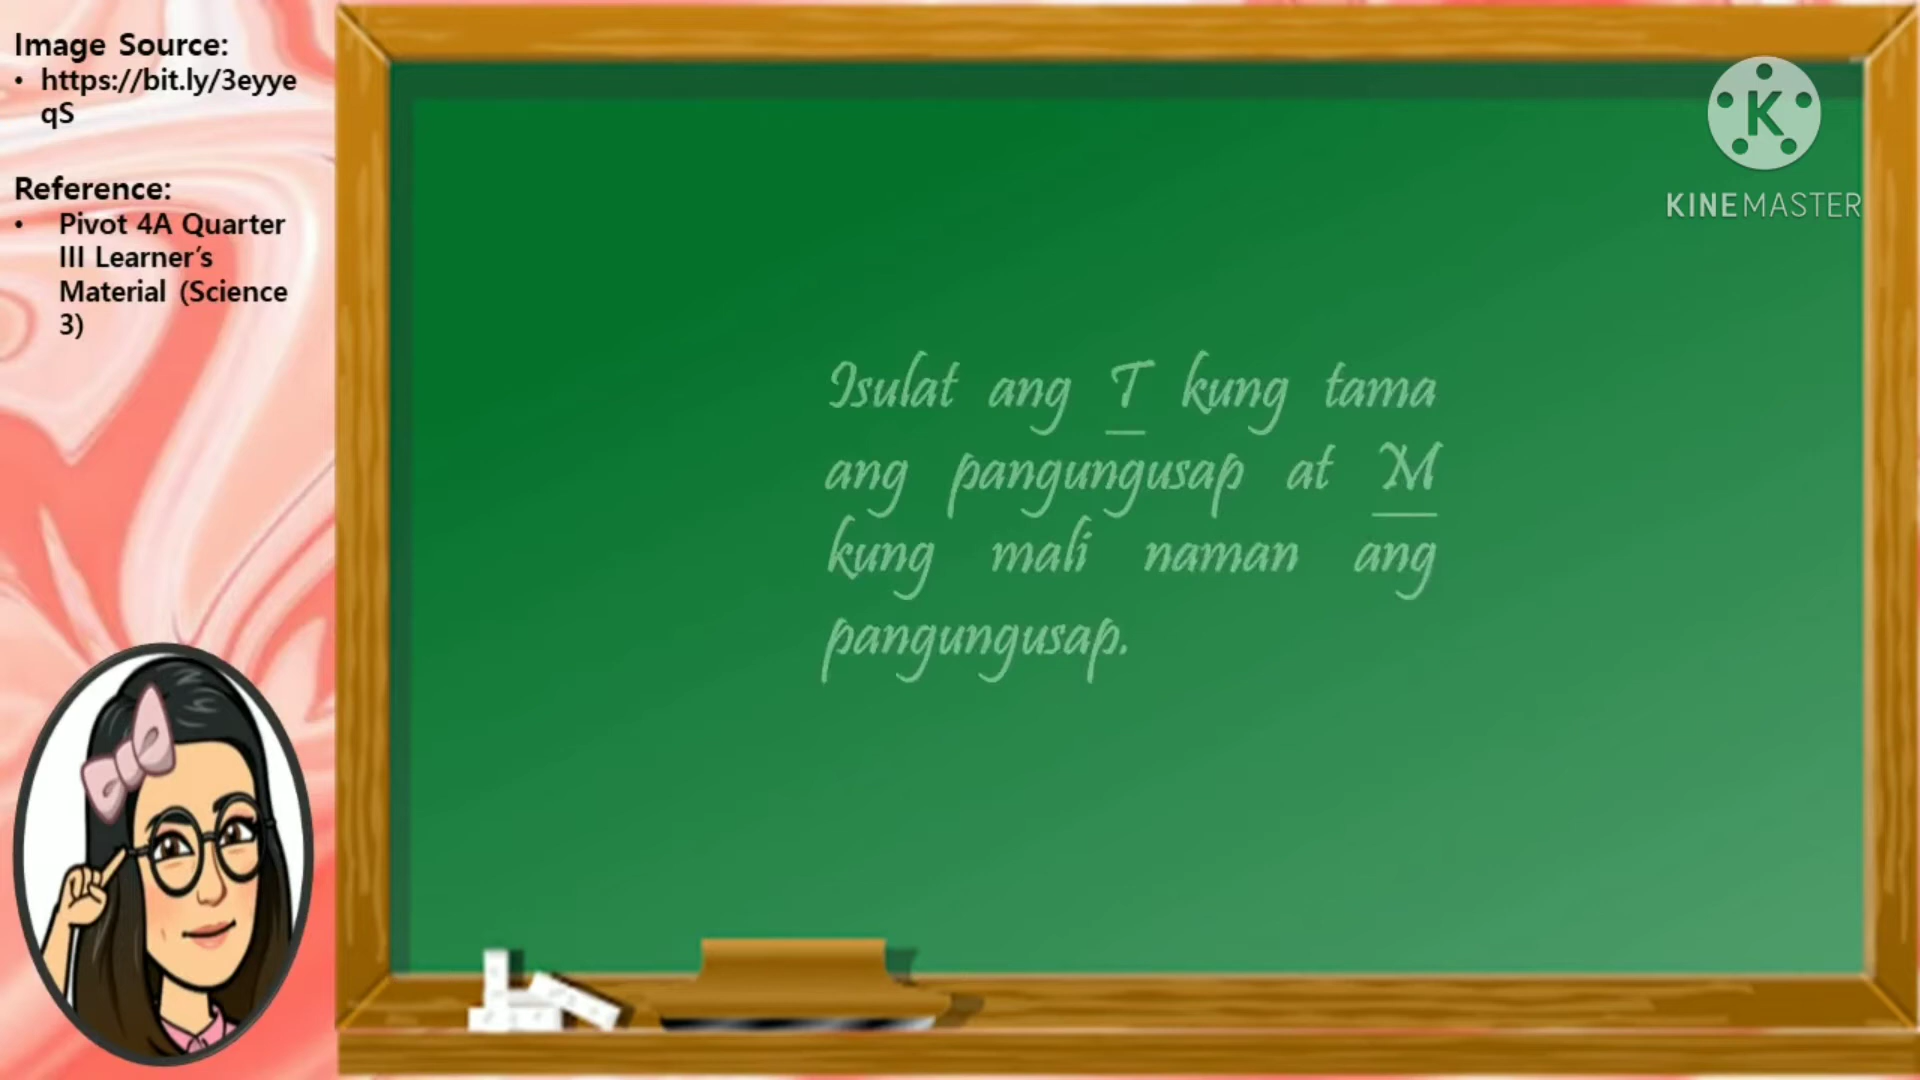 Image Source:
• https://bit.ly/3eyye
qS
Reference:
• Pivot 4A Quarter
III Learner's
Material (Science
3)
KINEMASTER
Isulat ang T kung tama
ang pangungusap at M
kung mali naman ang
pangungusap.